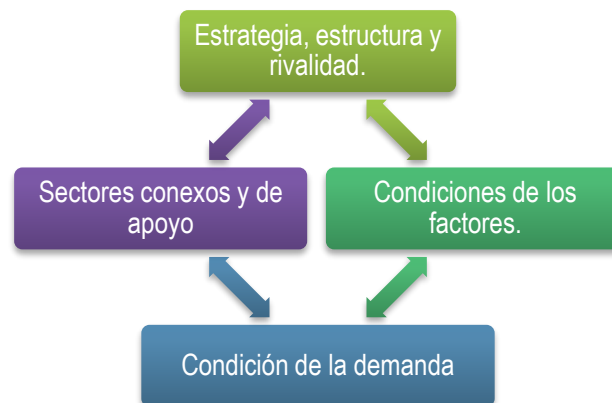 Estrategia, estructura y
rivalidad.
Sectores conexos y de
apoyo
Condiciones de los
factores.
Condición de la demanda